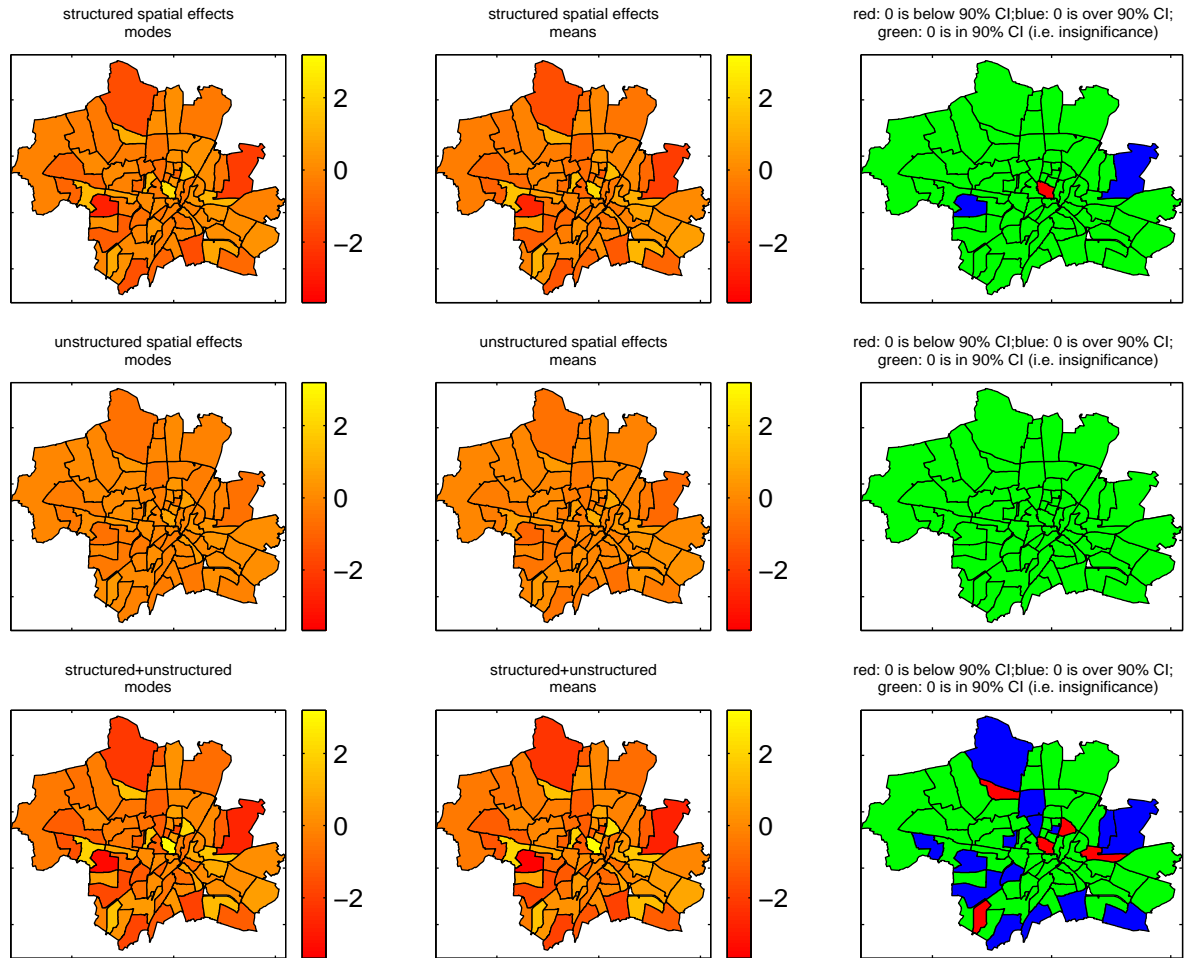 structured spatial effects
modes
2
0
−2
structured spatial effects
means
2
0
−2
red: 0 is below 90% CI;blue: 0 is over 90% CI;
green: 0 is in 90% CI (i.e. insignificance)
unstructured spatial effects
modes
2
0
−2
unstructured spatial effects
means
2
0
−2
red: 0 is below 90% CI;blue: 0 is over 90% CI;
green: 0 is in 90% CI (i.e. insignificance)
structured+unstructured
modes
2
0
−2
structured+unstructured
means
2
0
−2
red: 0 is below 90% CI;blue: 0 is over 90% CI;
green: 0 is in 90% CI (i.e. insignificance)